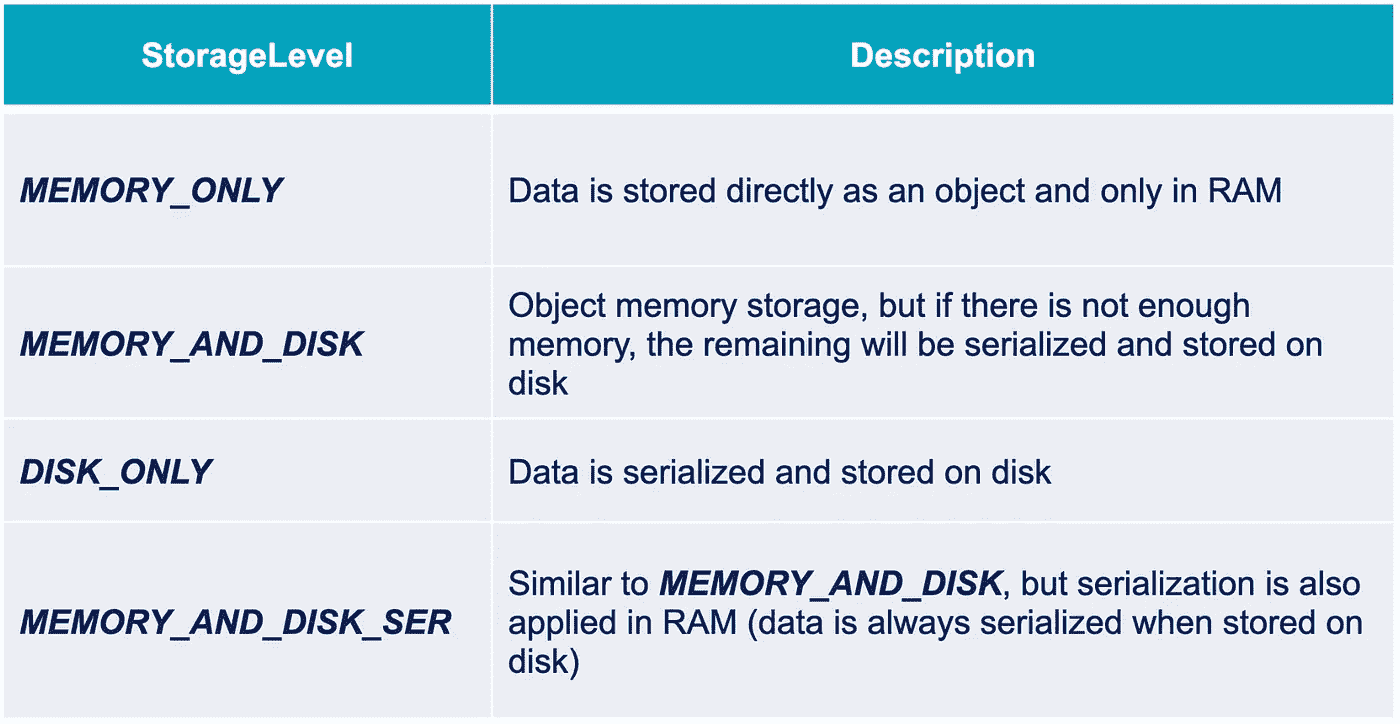 StorageLevel
Description
MEMORY_ONLY
Data is stored directly as an object and only in RAM
MEMORY_AND_DISK
Object memory storage, but if there is not enough
memory, the remaining will be serialized and stored on
disk
DISK_ONLY
Data is serialized and stored on disk
MEMORY_AND_DISK_SER
Similar to MEMORY_AND_DISK, but serialization is also
applied in RAM (data is always serialized when stored on
disk)